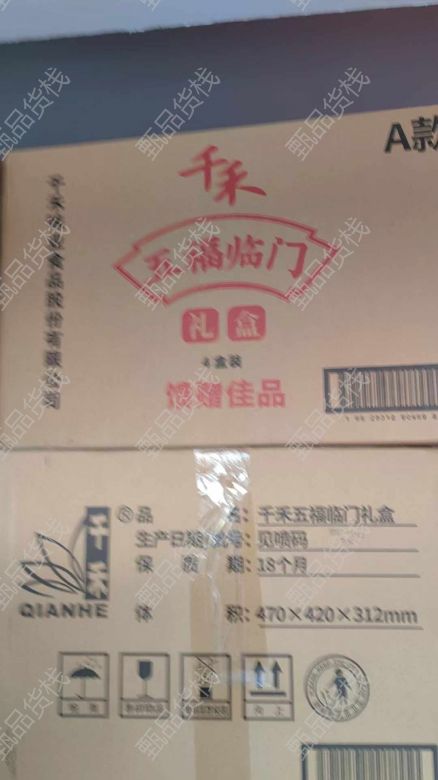 A款
千禾
千禾味业食品股份有限公司
五福临门
礼盒
4盒装
馈赠佳品
千禾
QIANHE
品名：千禾五福临门礼盒
生产日期/批号：见喷码
保质期：18个月
体积：470×420×312mm
向上
甄品货栈